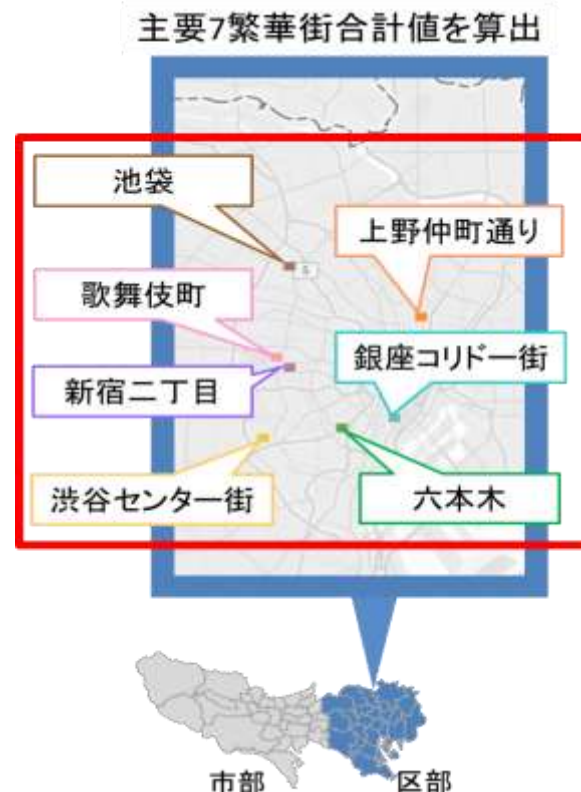 主要7繁華街合計値を算出
池袋
上野仲町通り
歌舞伎町
銀座コリドー街
新宿二丁目
渋谷センター街
六本木
市部
区部